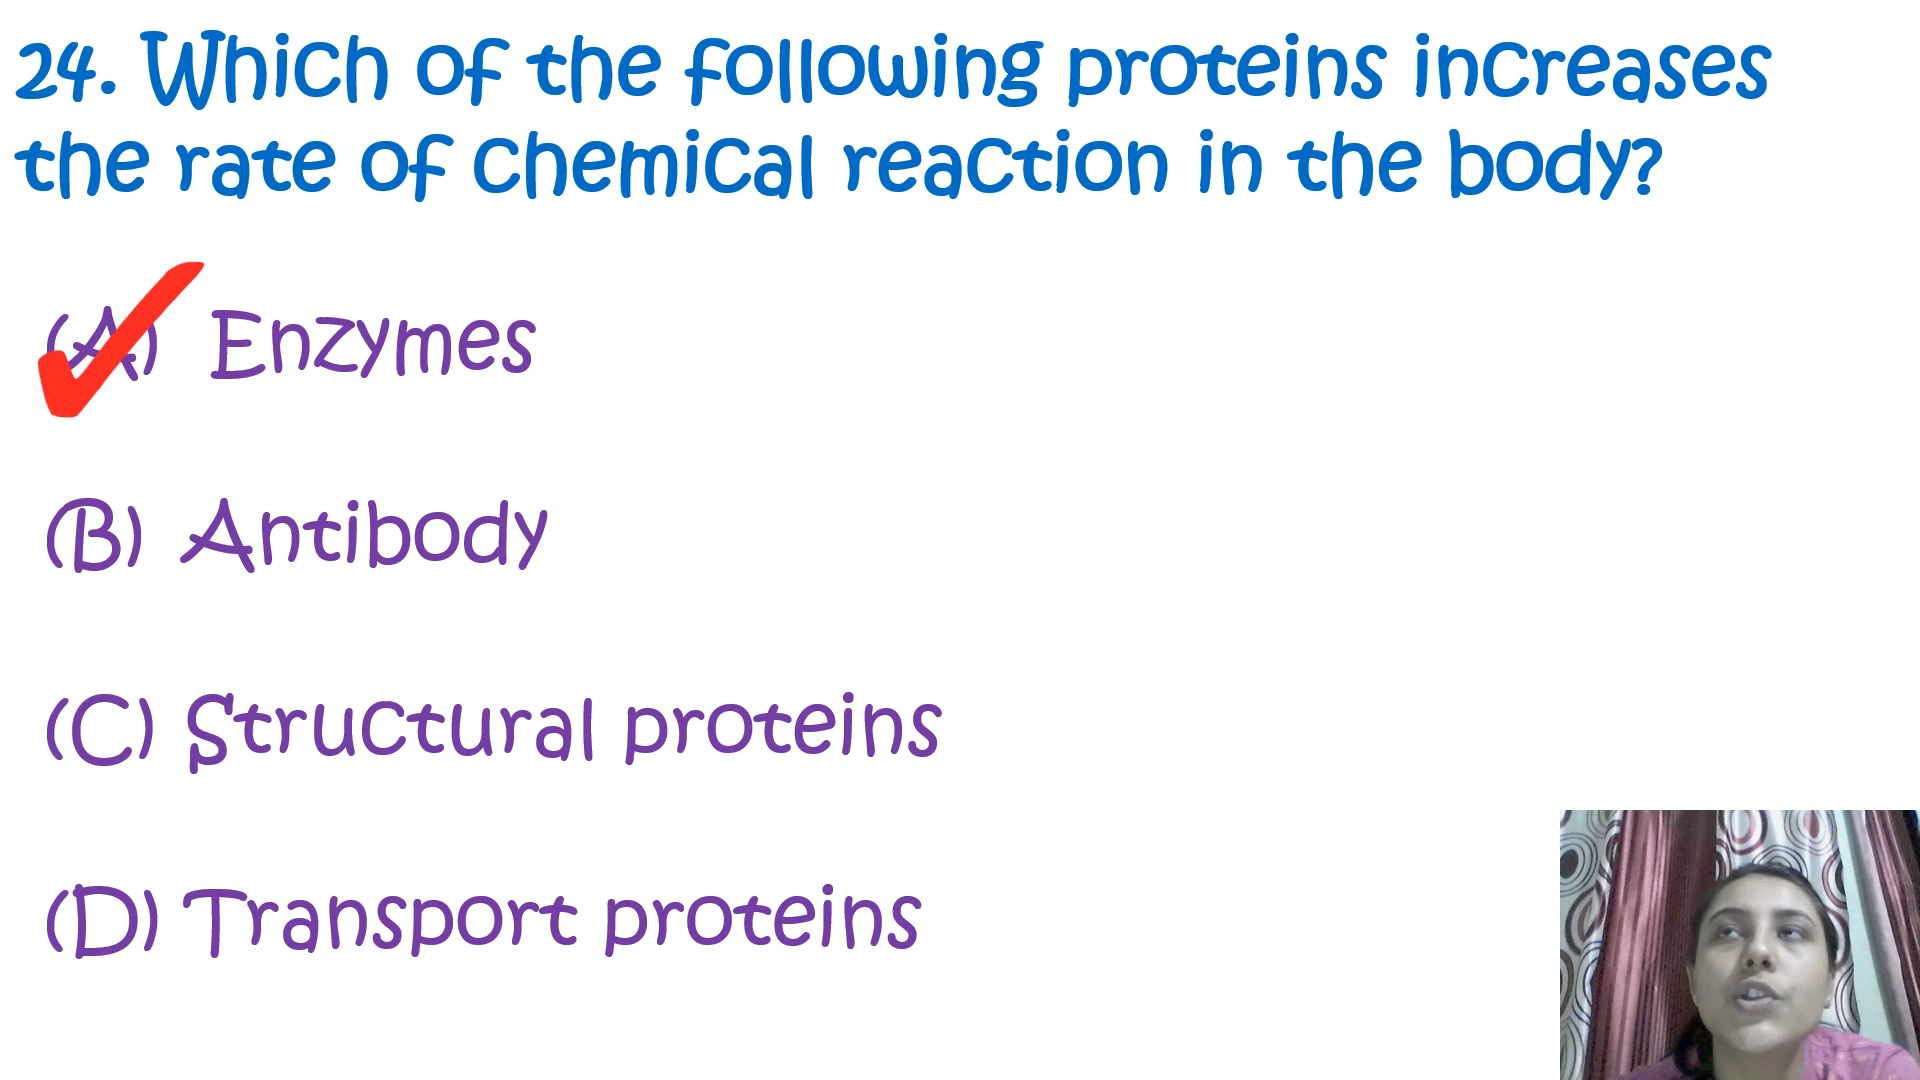 24. Which of the following proteins increases
the rate of chemical reaction in the body?
(A) Enzymes
(B) Antibody
(C) Structural proteins
(D) Transport proteins